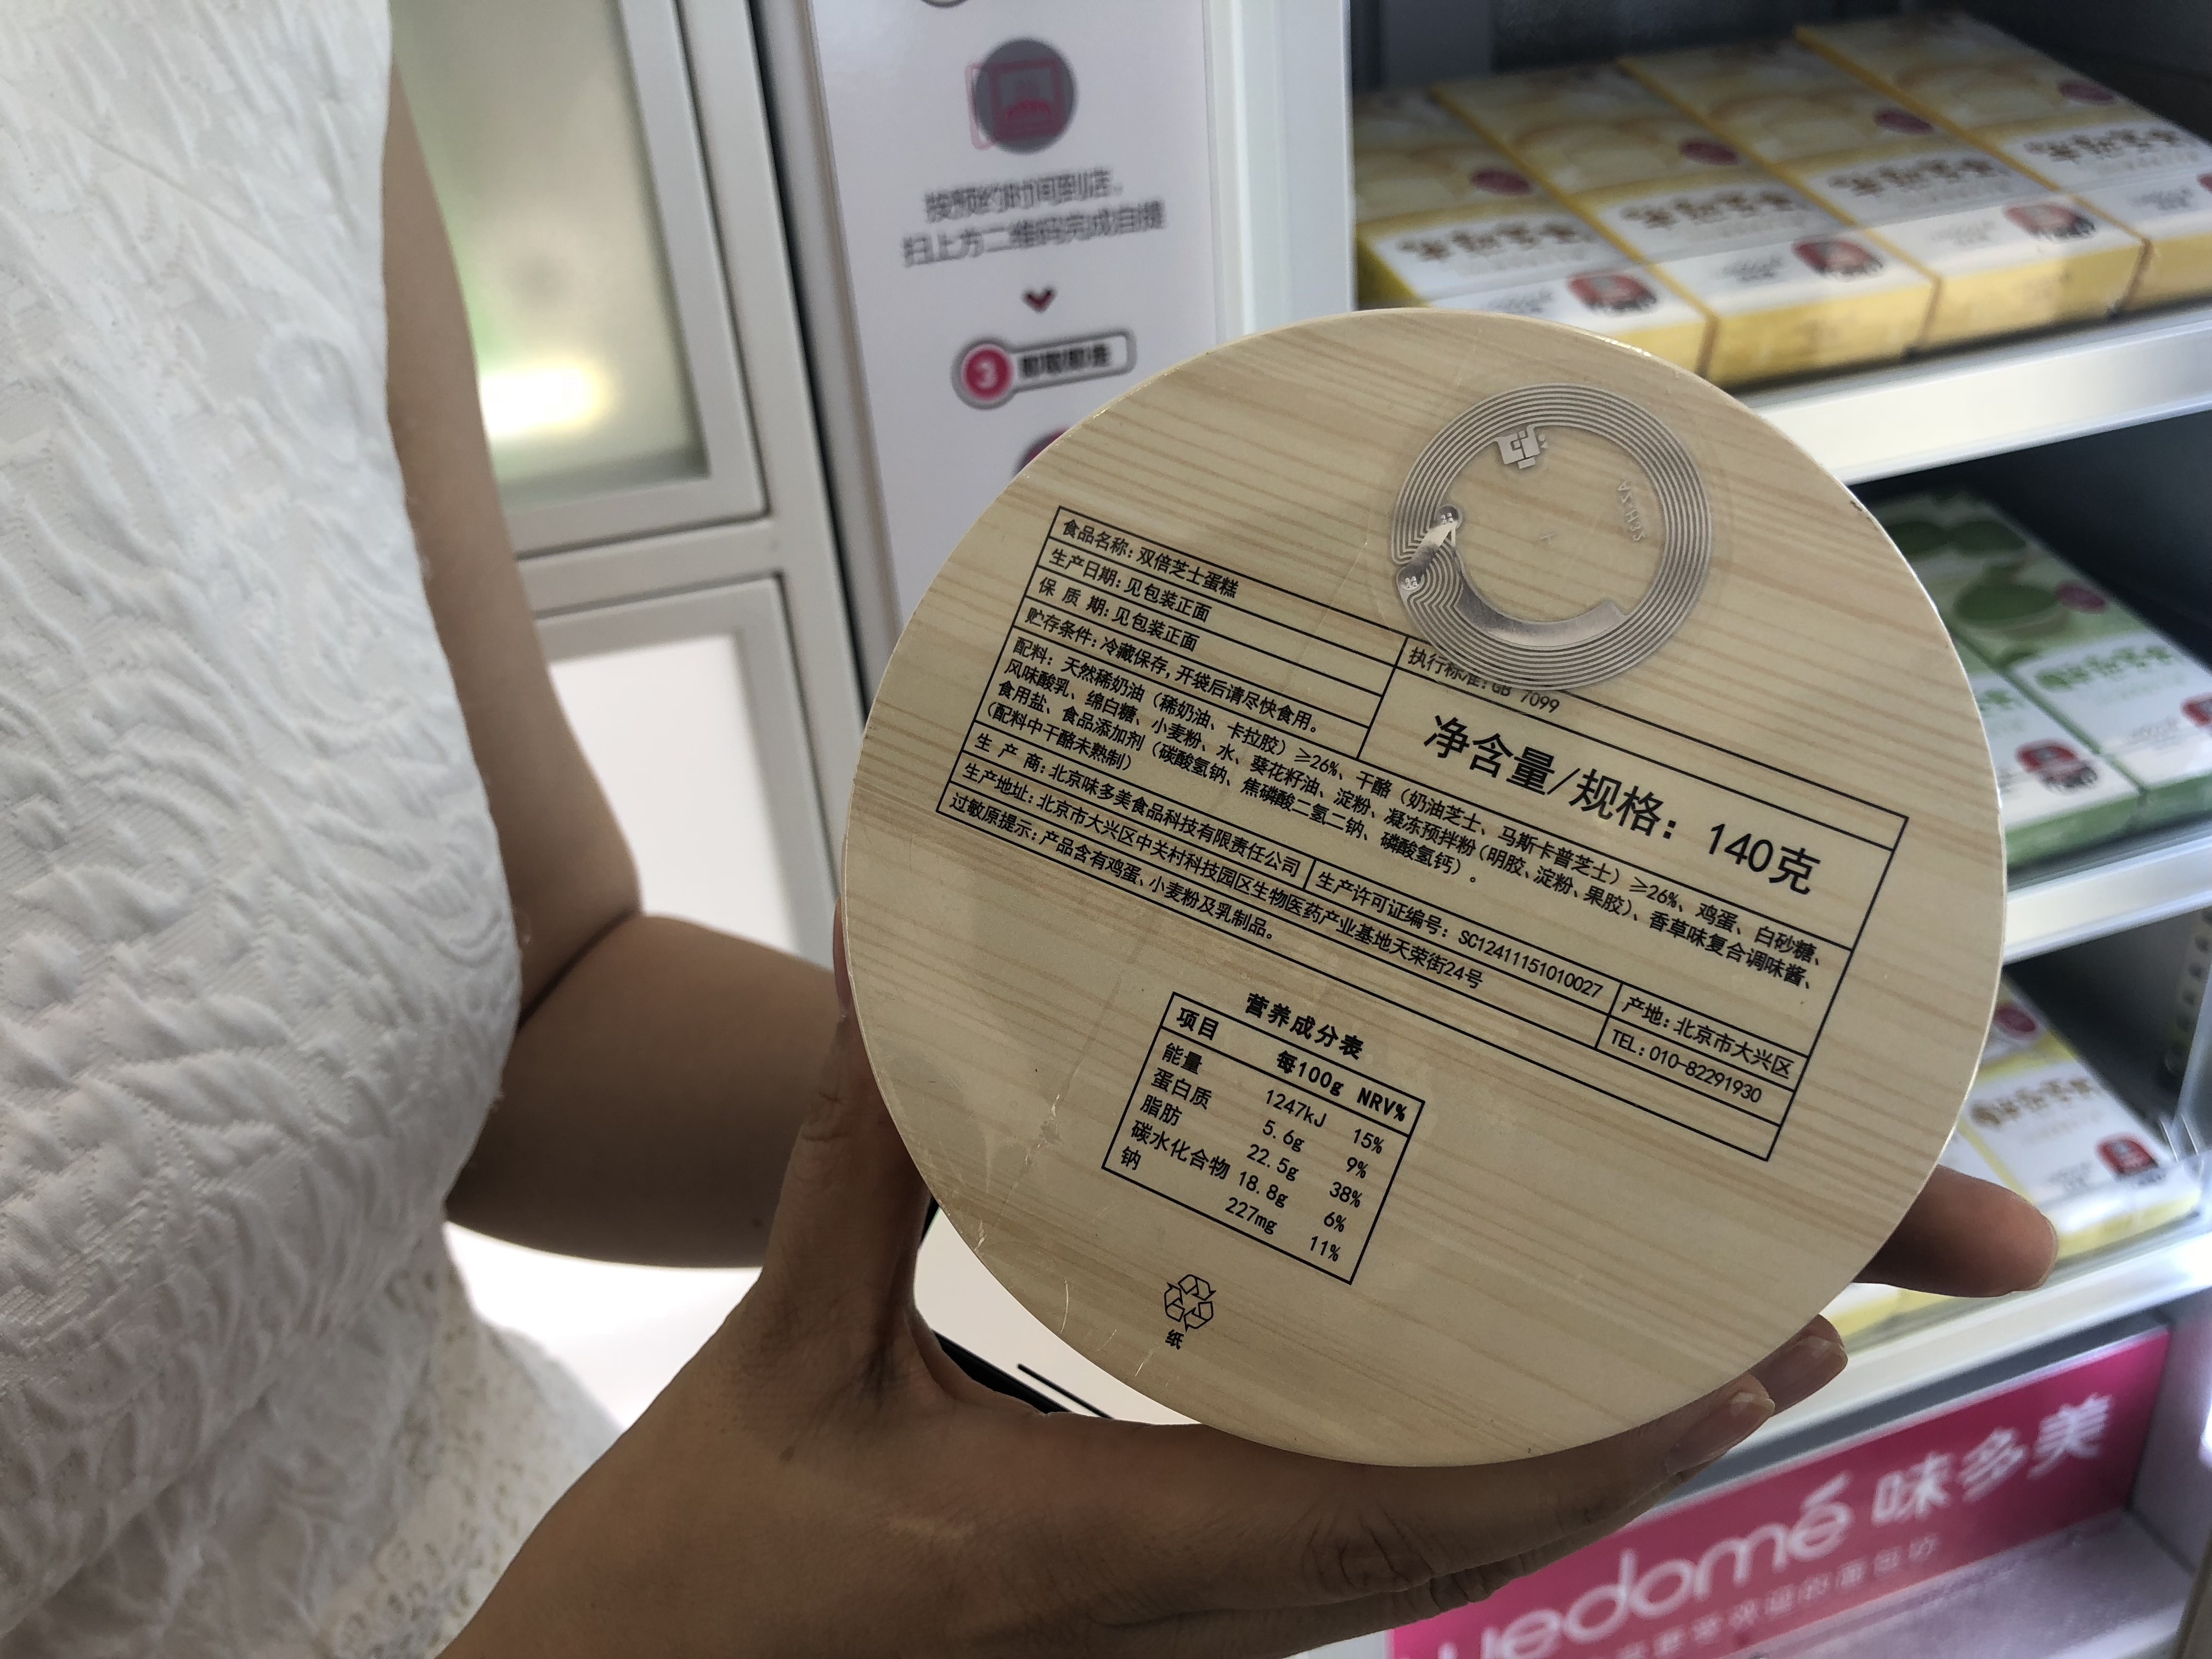 按预约时间到店，
扫上方二维码完成自提
3
食品名称：双倍芝士蛋糕
生产日期：见包装正面
保 质 期：见包装正面
贮存条件：冷藏保存，开袋后请尽快食用。
执行标准：GB 7099
净含量/规格：140克
配料：天然稀奶油（稀奶油、卡拉胶）≥26%、干酪（奶油芝士、马斯卡普芝士）≥26%、鸡蛋、白砂糖、
风味酸乳、绵白糖、小麦粉、水、葵花籽油、淀粉、凝冻预拌粉（明胶、淀粉、果胶）、香草味复合调味酱、
食用盐、食品添加剂（碳酸氢钠、焦磷酸二氢二钠、磷酸氢钙）。
（配料中干酪未熟制）
生 产 商：北京味多美食品科技有限责任公司
生产许可证编号：SC12411151010027
产地：北京市大兴区
生产地址：北京市大兴区中关村科技园区生物医药产业基地天荣街24号
TEL：010-82291930
过敏原提示：产品含有鸡蛋、小麦粉及乳制品。
营养成分表
项目 每100g NRV%
能量 1247kJ 15%
蛋白质 5.6g 9%
脂肪 22.5g 38%
碳水化合物 18.8g 6%
钠 227mg 11%
纸
味多美